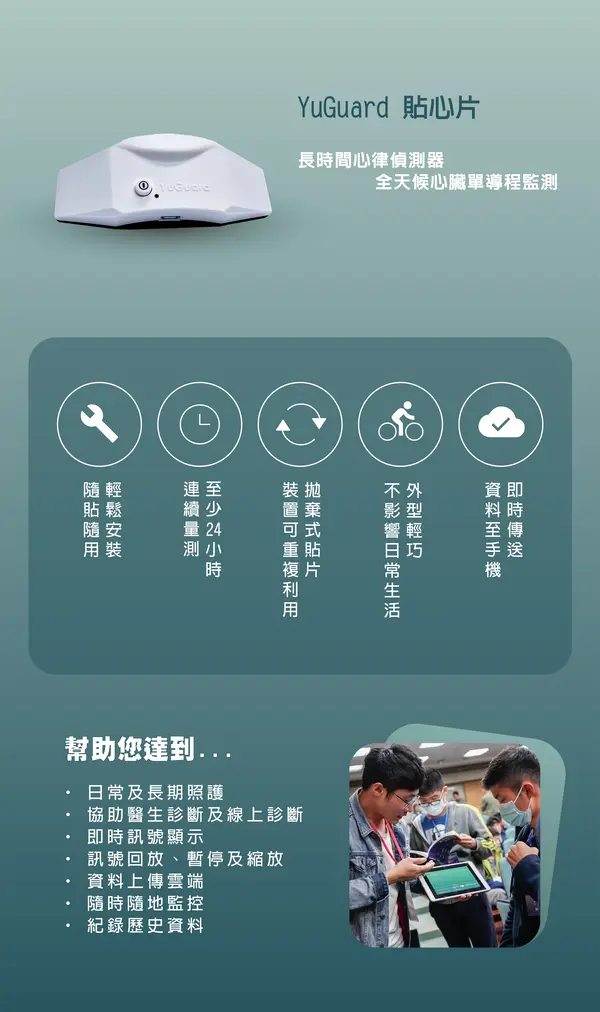 YuGuard 貼心片
長時間心律偵測器
全天候心臟單導程監測
YuGuard
輕鬆安裝
隨貼隨用
至少24小時
連續量測
拋棄式貼片
裝置可重複利用
外型輕巧
不影響日常生活
即時傳送
資料至手機
幫助您達到...
· 日常及長期照護
· 協助醫生診斷及線上診斷
· 即時訊號顯示
· 訊號回放、暫停及縮放
· 資料上傳雲端
· 隨時隨地監控
· 紀錄歷史資料